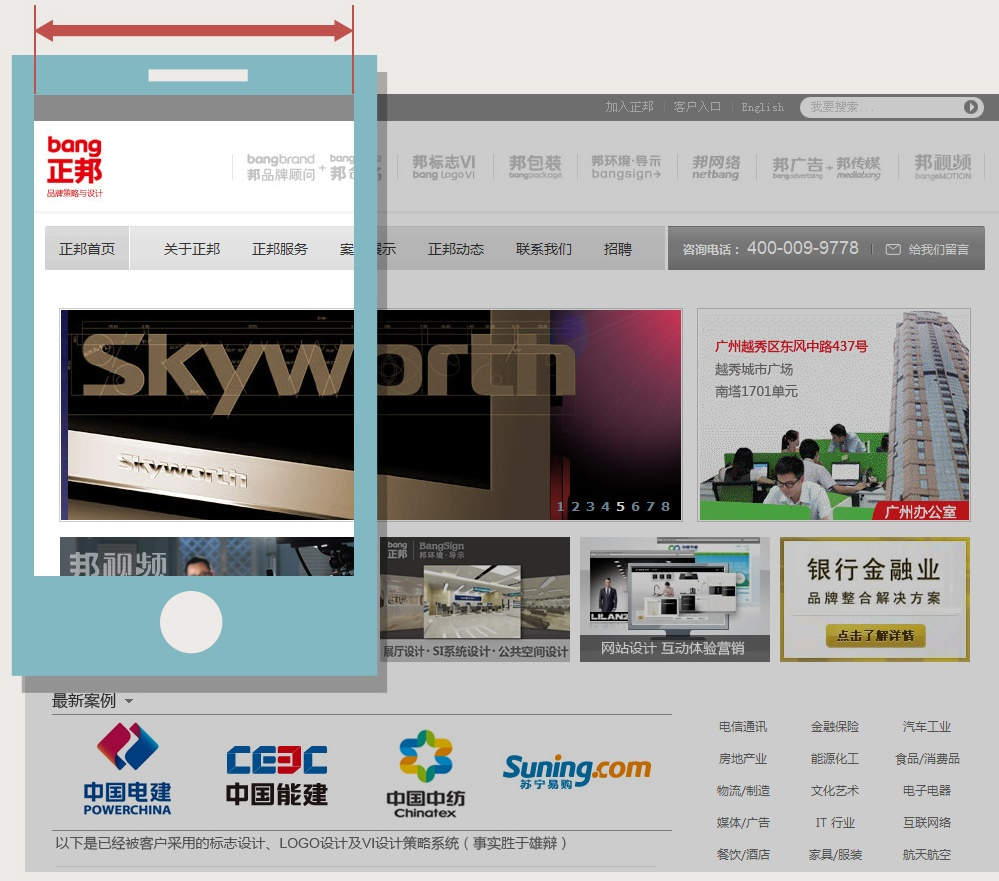 加入正邦 客户入口 English 我要搜索...
bang
正邦
品牌策略与设计
bangbrand
邦品牌顾问 +
邦标志VI
bang Logo VI
邦包装
bangpackage
邦环境·导示
bangsign
邦网络
netbang
邦广告 + 邦传媒
bangadvertising mediabang
邦视频
bangeMOTION
正邦首页 关于正邦 正邦服务 案 展示 正邦动态 联系我们 招聘
咨询电话： 400-009-9778 给我们留言
Skyworth
Skyworth
1 2 3 4 5 6 7 8
广州越秀区东风中路437号
越秀城市广场
南塔1701单元
广州办公室
邦视频
bang
正邦
BangSign
邦环境·导示
展厅设计·SI系统设计·公共空间设计
LILANZ
网站设计 互动体验营销
银行金融业
品牌整合解决方案
点击了解详情
最新案例
中国电建
POWERCHINA
CEEC
中国能建
中国中纺
Chinatex
Suning.com
苏宁易购
以下是已经被客户采用的标志设计、LOGO设计及VI设计策略系统（事实胜于雄辩）
电信通讯 金融保险 汽车工业
房地产业 能源化工 食品/消费品
物流/制造 文化艺术 电子电器
媒体/广告 IT 行业 互联网络
餐饮/酒店 家具/服装 航天航空